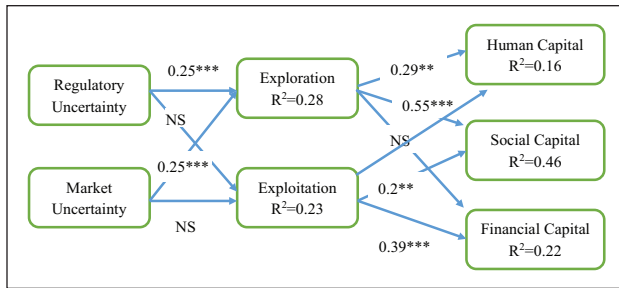 Regulatory
Uncertainty
Market
Uncertainty
0.25***
NS
0.25***
NS
Exploration
R²=0.28
Exploitation
R²=0.23
0.29**
0.55***
NS
0.2**
0.39***
Human Capital
R²=0.16
Social Capital
R²=0.46
Financial Capital
R²=0.22